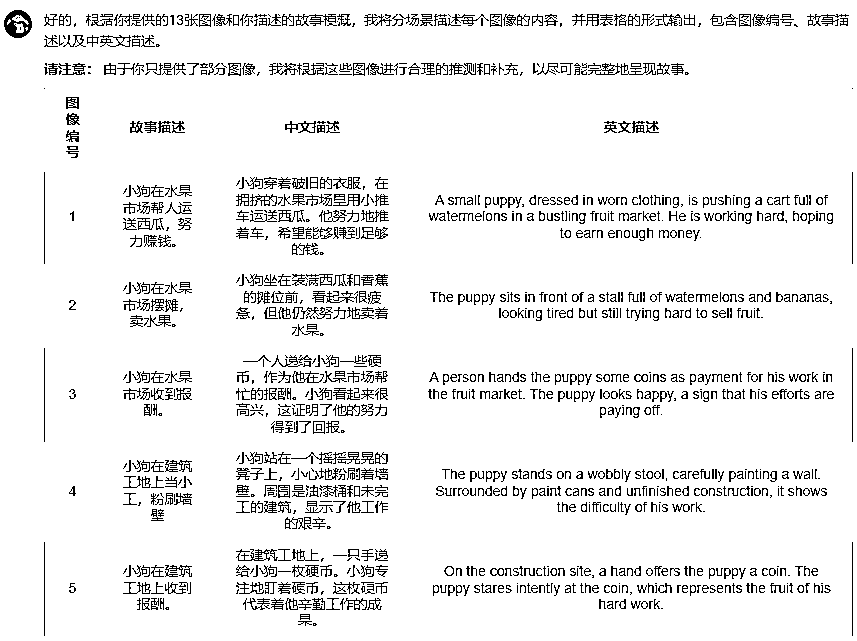 好的，根据你提供的13张图像和你描述的故事模版，我将分场景描述每个图像的内容，并用表格的形式输出，包含图像编号、故事描
述以及中英文描述。
请注意： 由于你只提供了部分图像，我将根据这些图像进行合理的推测和补充，以尽可能完整地呈现故事。
图
像
编
号
故事描述
中文描述
英文描述
1
小狗在水果
市场帮人运
送西瓜，努
力赚钱。
小狗穿着破旧的衣服，在
拥挤的水果市场里用小推
车运送西瓜。他努力地推
着车，希望能够赚到足够
的钱。
A small puppy, dressed in worn clothing, is pushing a cart full of
watermelons in a bustling fruit market. He is working hard, hoping
to earn enough money.
2
小狗在水果
市场摆摊，
卖水果。
小狗坐在装满西瓜和香蕉
的摊位前，看起来很疲
惫，但他仍然努力地卖着
水果。
The puppy sits in front of a stall full of watermelons and bananas,
looking tired but still trying hard to sell fruit.
3
小狗在水果
市场收到报
酬。
一个人递给小狗一些硬
币，作为他在水果市场帮
忙的报酬。小狗看起来很
高兴，这证明了他的努力
得到了回报。
A person hands the puppy some coins as payment for his work in
the fruit market. The puppy looks happy, a sign that his efforts are
paying off.
4
小狗在建筑
工地上当小
工，粉刷墙
壁
小狗站在一个摇摇晃晃的
凳子上，小心地粉刷着墙
壁。周围是油漆桶和未完
工的建筑，显示了他工作
的艰辛。
The puppy stands on a wobbly stool, carefully painting a wall.
Surrounded by paint cans and unfinished construction, it shows
the difficulty of his work.
5
小狗在建筑
工地上收到
报酬。
在建筑工地上，一只手递
给小狗一枚硬币。小狗专
注地盯着硬币，这枚硬币
代表着他辛勤工作的成
果。
On the construction site, a hand offers the puppy a coin. The
puppy stares intently at the coin, which represents the fruit of his
hard work.